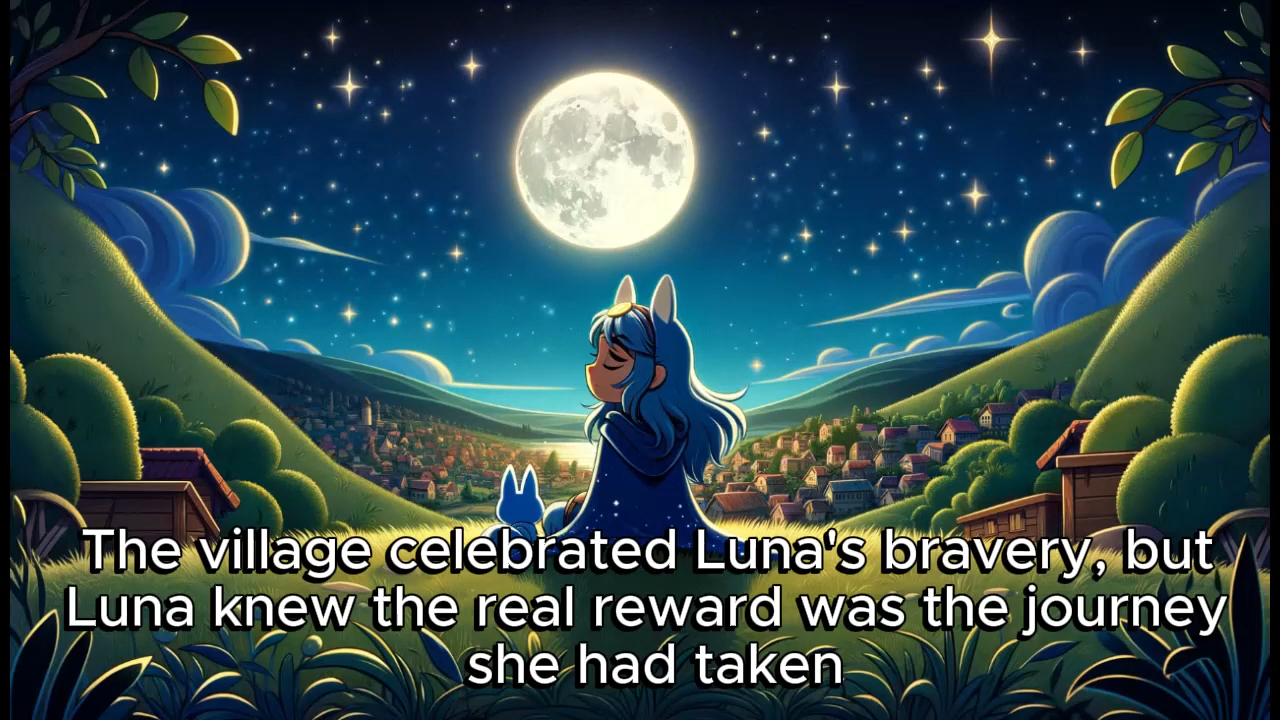 The village celebrated Luna's bravery, but
Luna knew the real reward was the journey
she had taken